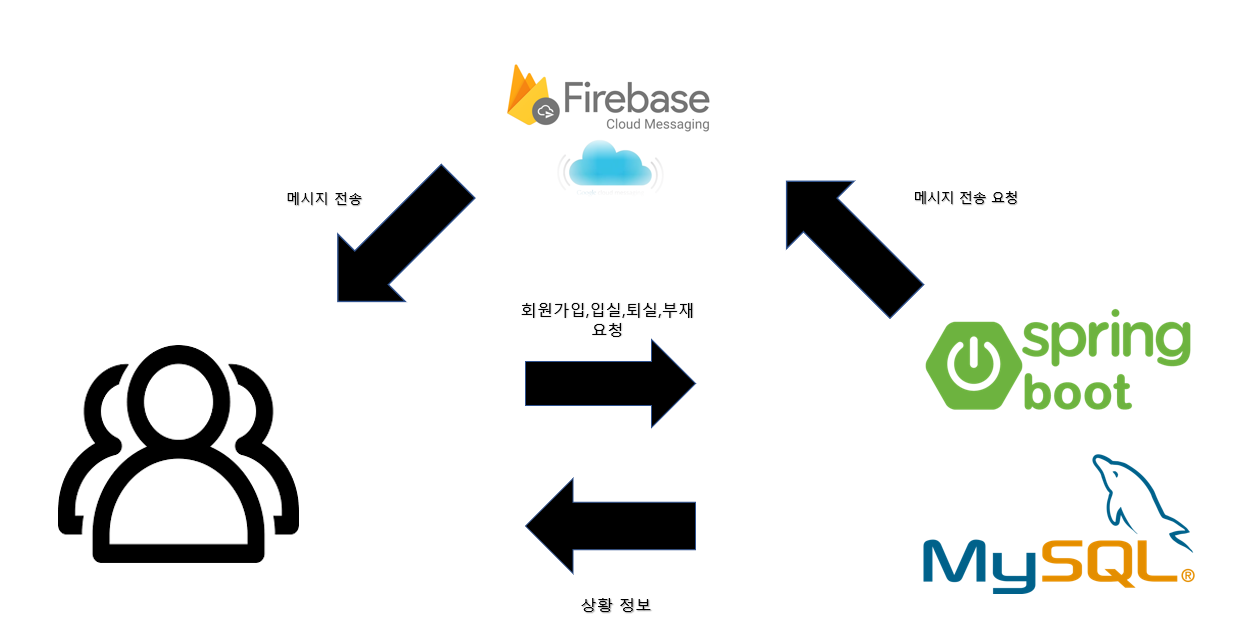 Firebase
Cloud Messaging
메시지 전송
메시지 전송 요청
회원가입,입실,퇴실,부재
요청
spring
boot
MySQL®
상황 정보